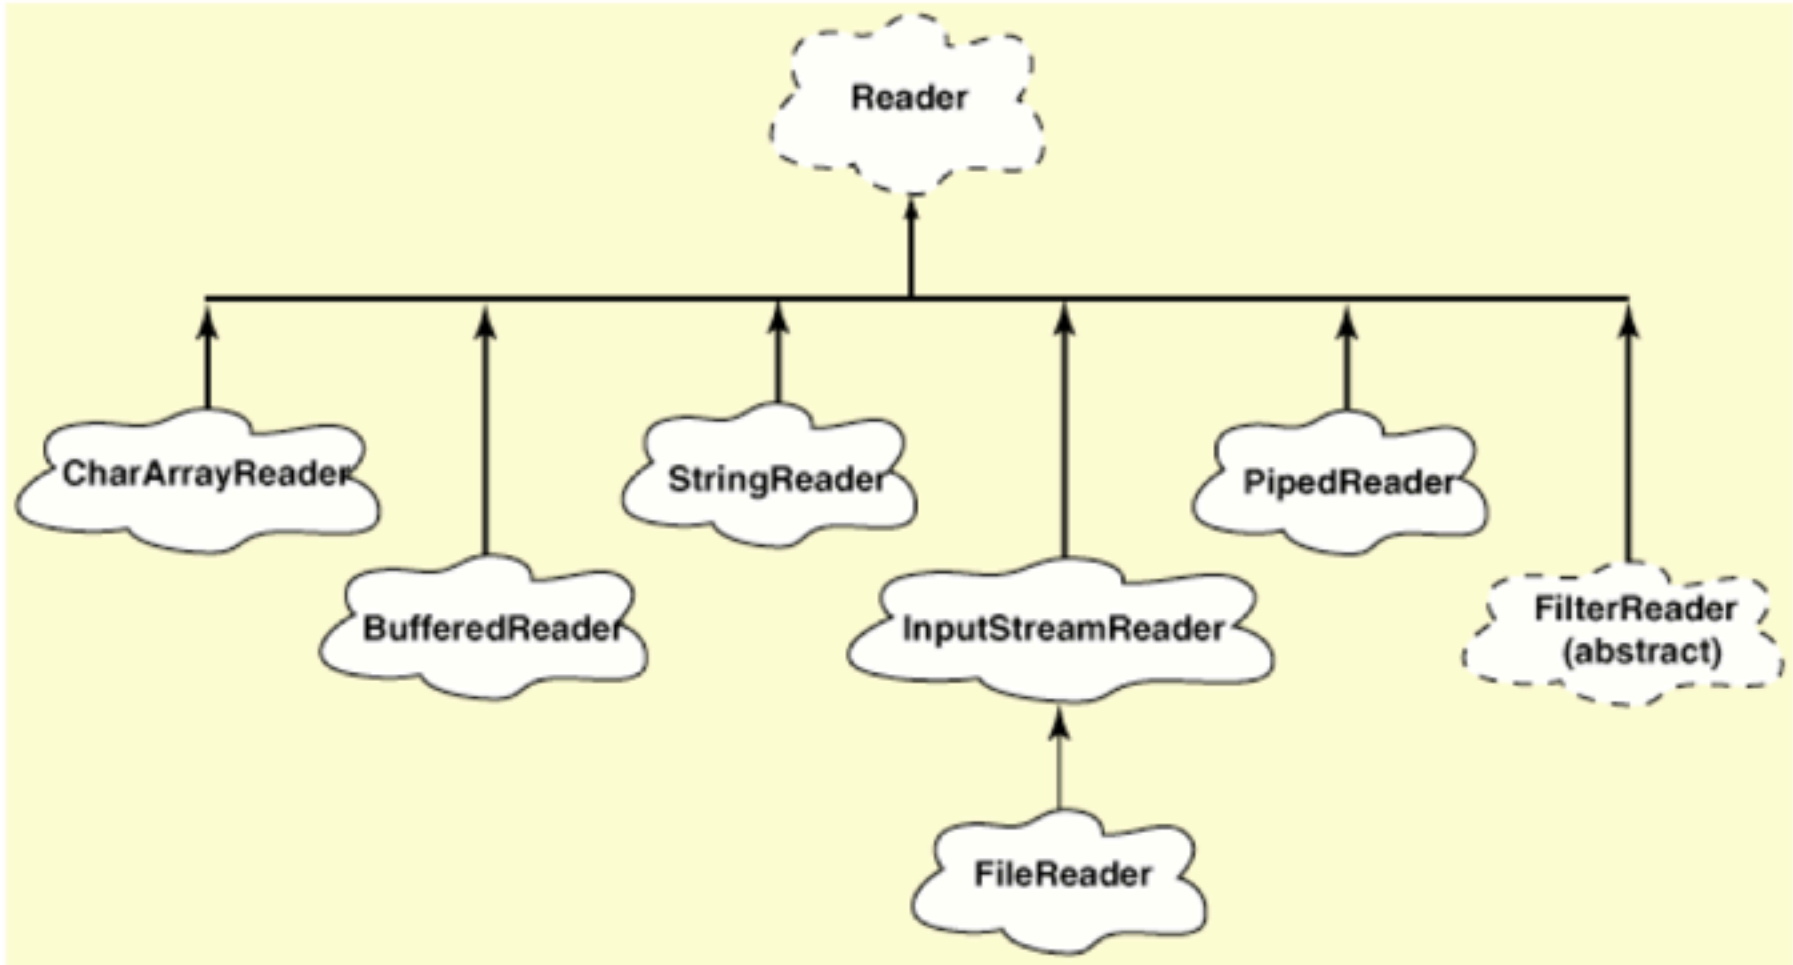 Reader
CharArrayReader
StringReader
PipedReader
BufferedReader
InputStreamReader
FilterReader
(abstract)
FileReader